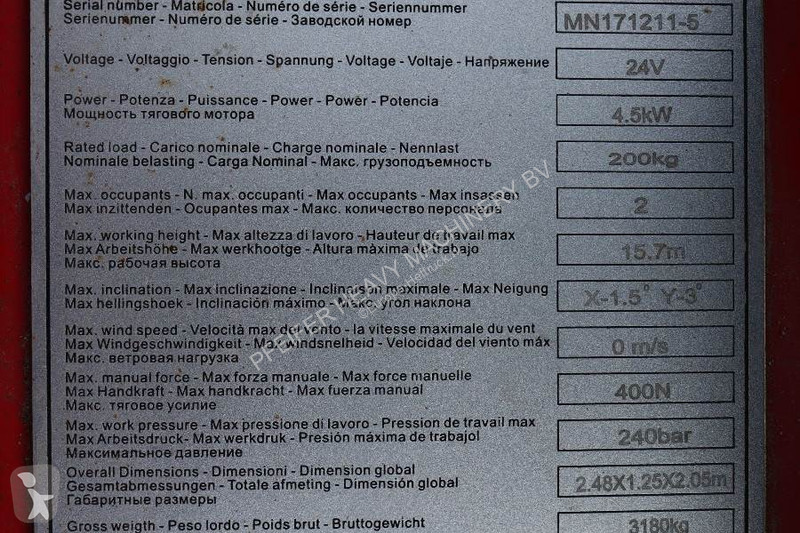 Serial number - Matricola - Numéro de série - Seriennummer
Serienummer - Numéro de série - Заводской номер
MN171211-5
Voltage - Voltaggio - Tension - Spannung - Voltage - Voltaje - Напряжение
24V
Power - Potenza - Puissance - Power - Power - Potencia
Мощность тягового мотора
4.5kW
Rated load - Carico nominale - Charge nominale - Nennlast
Nominale belasting - Carga Nominal - Макс. грузоподъемность
200kg
Max. occupants - N. max. occupanti - Max occupants - Max insassen
Max inzittenden - Ocupantes max - Макс. количество персоналы
2
Max. working height - Max altezza di lavoro - Hauteur de travail max
Max Arbeitshöhe - Max werkhootge - Altura màxima de trabajo
Макс. рабочая высота
15.7m
Max. inclination - Max inclinazione - Inclinaison maximale - Max Neigung
Max hellingshoek - Inclinación máximo - Макс. угол наклона
X-1.5° Y-3°
Max. wind speed - Velocità max de vento - la vitesse maximale du vent
Max Windgeschwindigkeit - Max windsnelheid - Velocidad del viento máx
Макс. ветровая нагрузка
0 m/s
Max. manual force - Max forza manuale - Max force manuelle
Max Handkraft - Max handkracht - Max fuerza manual
Макс. тяговое усилие
400N
Max. work pressure - Max pressione di lavoro - Pression de travail max
Max Arbeitsdruck- Max werkdruk - Presión máxima de trabajol
Максимальное давление
240bar
Overall Dimensions - Dimensioni - Dimension global
Gesamtabmessungen - Totale afmeting - Dimensión global
Габаритные размеры
2.48X1.25X2.05m
Gross weigth - Peso lordo - Poids brut - Bruttogewicht
3180kg
PFEIFER HEAVY MACHINERY BV